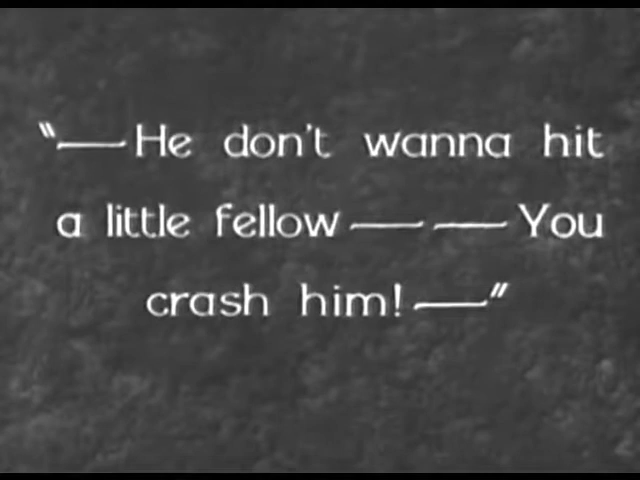 "—He don't wanna hit
a little fellow— —You
crash him!—"